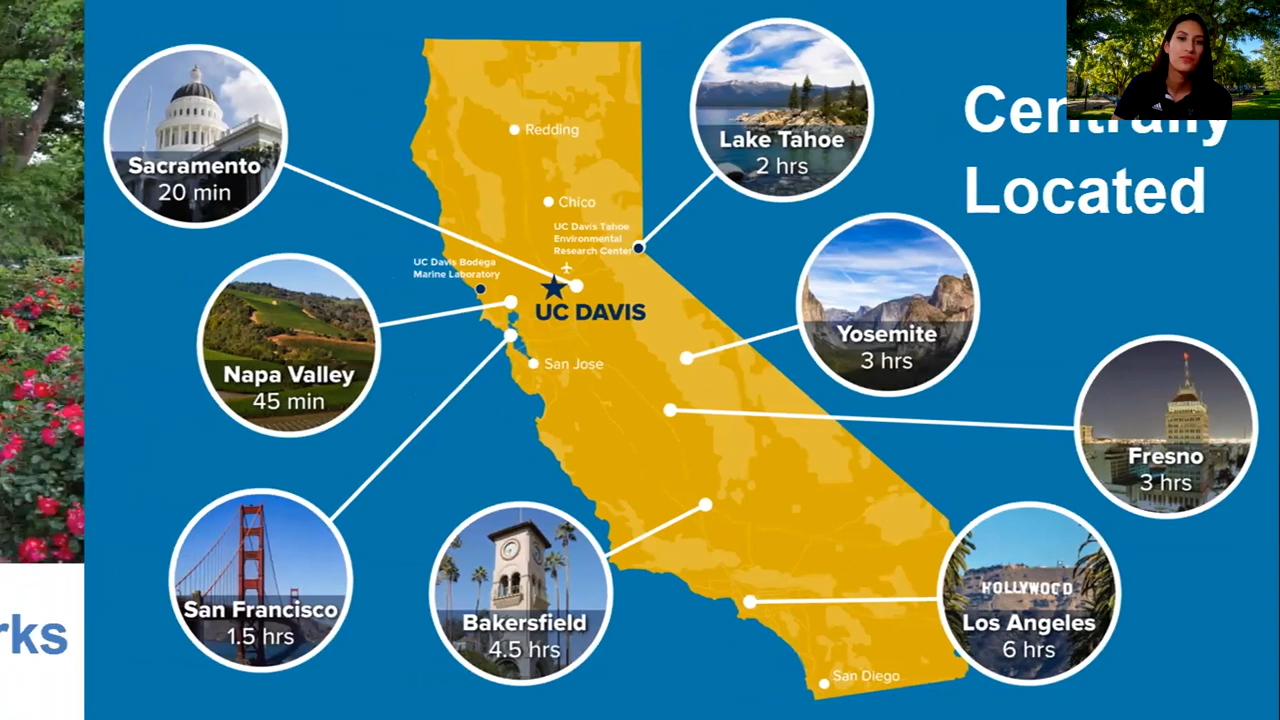 Centrally
Located
Sacramento
20 min
Lake Tahoe
2 hrs
Redding
Chico
UC Davis Tahoe
Environmental
Research Center
UC Davis Bodega
Marine Laboratory
UC DAVIS
Napa Valley
45 min
Yosemite
3 hrs
San Jose
Fresno
3 hrs
San Francisco
1.5 hrs
Bakersfield
4.5 hrs
HOLLYWOOD
Los Angeles
6 hrs
San Diego
rks